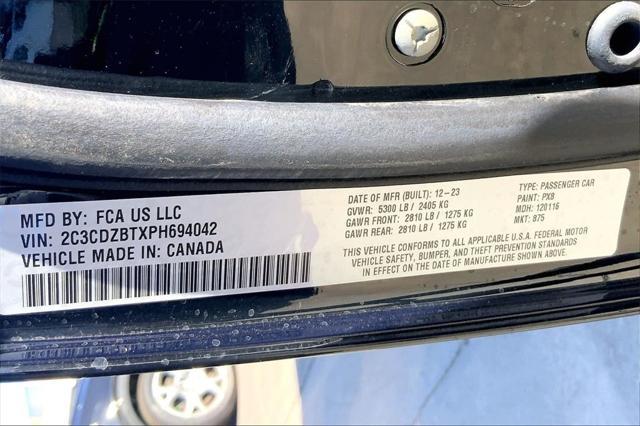 MFD BY: FCA US LLC
VIN: 2C3CDZBTXPH694042
VEHICLE MADE IN: CANADA
DATE OF MFR (BUILT): 12-23
GVWR: 5300 LB / 2405 KG
GAWR FRONT: 2810 LB / 1275 KG
GAWR REAR: 2810 LB / 1275 KG
TYPE: PASSENGER CAR
PAINT: PX8
MDH: 120116
MKT: 875
THIS VEHICLE CONFORMS TO ALL APPLICABLE U.S.A. FEDERAL MOTOR
VEHICLE SAFETY, BUMPER, AND THEFT PREVENTION STANDARDS
IN EFFECT ON THE DATE OF MANUFACTURE SHOWN ABOVE.